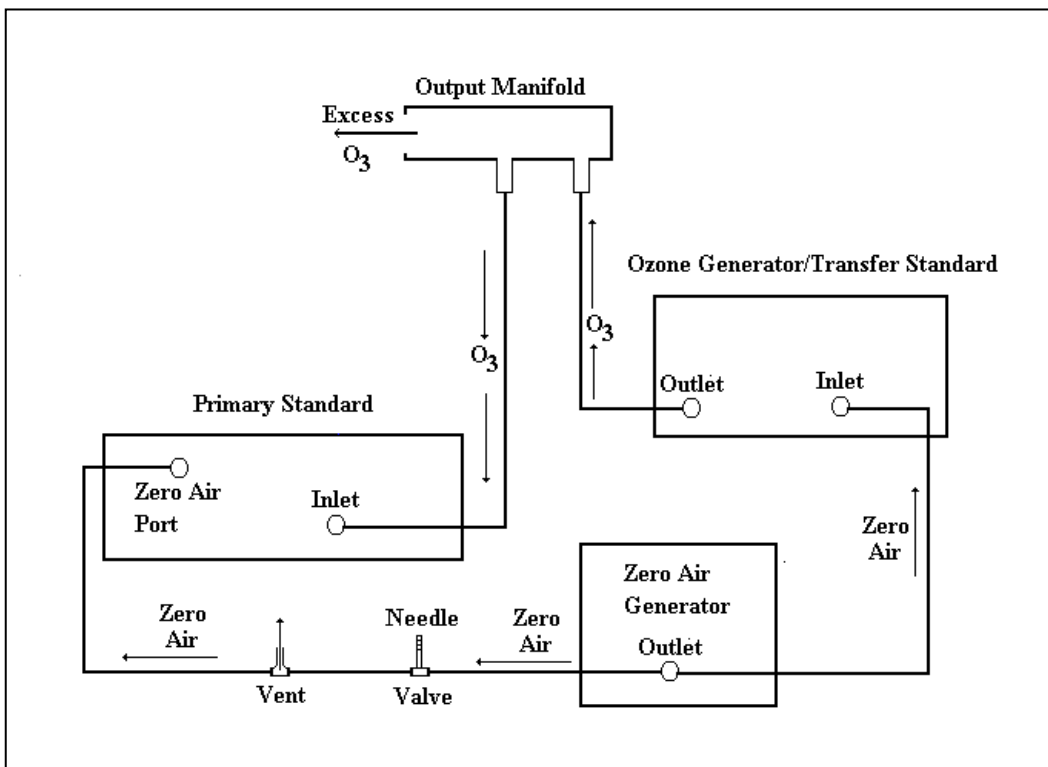 Output Manifold
Excess
O3
Ozone Generator/Transfer Standard
O3
O3
Outlet
Inlet
Primary Standard
Zero Air
Port
Inlet
Zero
Air
Zero Air
Generator
Outlet
Zero
Air
Needle
Valve
Zero
Air
Vent